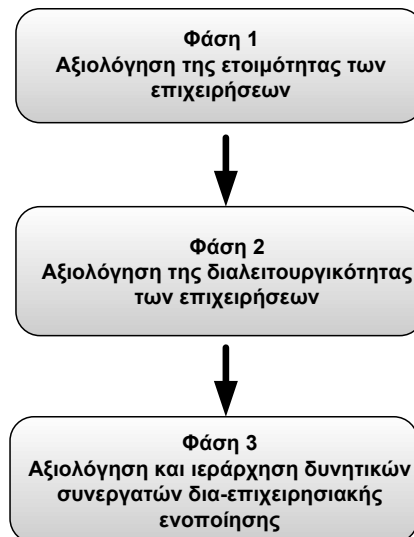 Φάση 1
Αξιολόγηση της ετοιμότητας των
επιχειρήσεων
Φάση 2
Αξιολόγηση της διαλειτουργικότητας
των επιχειρήσεων
Φάση 3
Αξιολόγηση και ιεράρχηση δυνητικών
συνεργατών δια-επιχειρησιακής
ενοποίησης